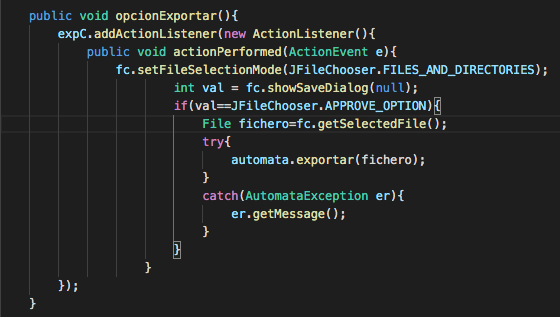 public void opcionExportar(){
expC.addActionListener(new ActionListener(){
public void actionPerformed(ActionEvent e){
fc.setFileSelectionMode(JFileChooser.FILES_AND_DIRECTORIES);
int val = fc.showSaveDialog(null);
if(val==JFileChooser.APPROVE_OPTION){
File fichero=fc.getSelectedFile();
try{
automata.exportar(fichero);
}
catch(AutomataException er){
er.getMessage();
}
}
}
});
}